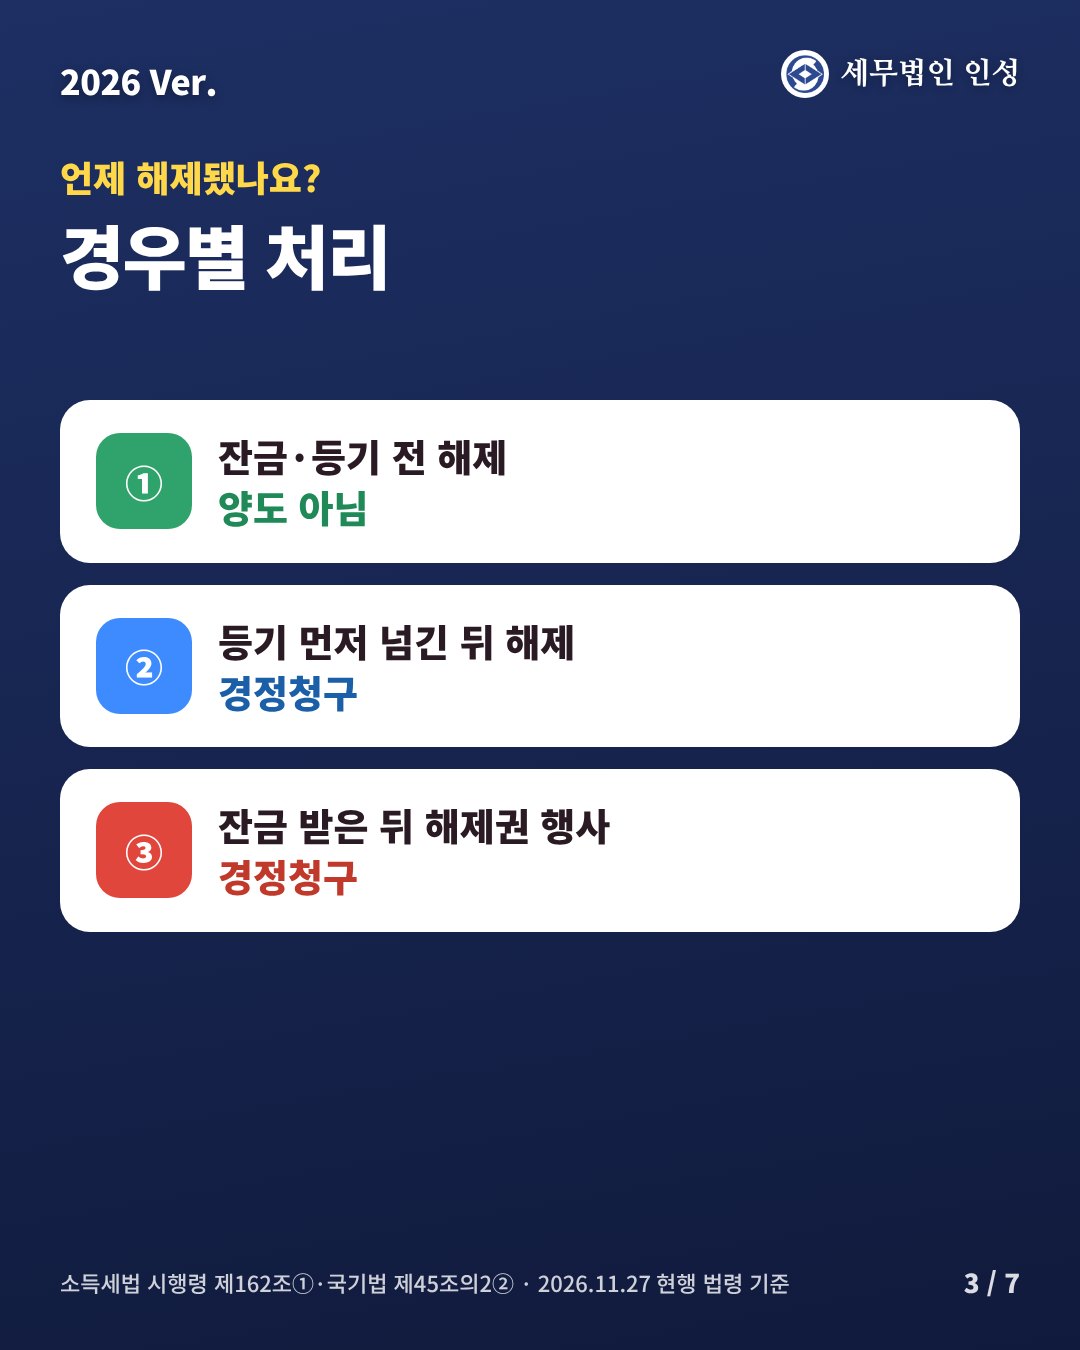 2026 Ver.
세무법인 인성
언제 해제됐나요?
경우별 처리
①
잔금·등기 전 해제
양도 아님
②
등기 먼저 넘긴 뒤 해제
경정청구
③
잔금 받은 뒤 해제권 행사
경정청구
소득세법 시행령 제162조①·국기법 제45조의2② · 2026.11.27 현행 법령 기준
3 / 7